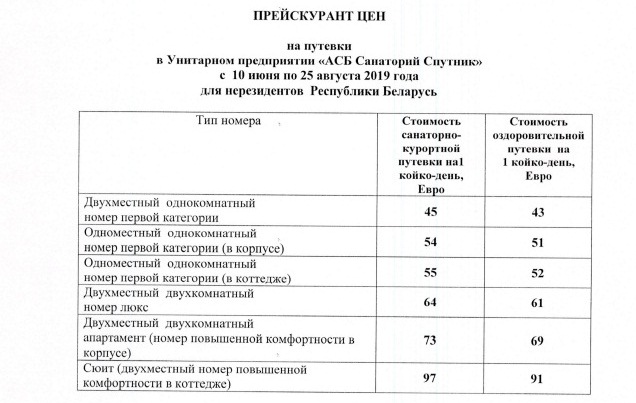 ПРЕЙСКУРАНТ ЦЕН
на путевки
в Унитарном предприятии «АСБ Санаторий Спутник»
с 10 июня по 25 августа 2019 года
для нерезидентов Республики Беларусь
Тип номера
Стоимость
санаторно-
курортной
путевки на1
койко-день,
Евро
Стоимость
оздоровительной
путевки на
1 койко-день,
Евро
Двухместный однокомнатный
номер первой категории
45
43
Одноместный однокомнатный
номер первой категории (в корпусе)
54
51
Одноместный однокомнатный
номер первой категории (в коттедже)
55
52
Двухместный двухкомнатный
номер люкс
64
61
Двухместный двухкомнатный
апартамент (номер повышенной комфортности в
корпусе)
73
69
Сюит (двухместный номер повышенной
комфортности в коттедже)
97
91